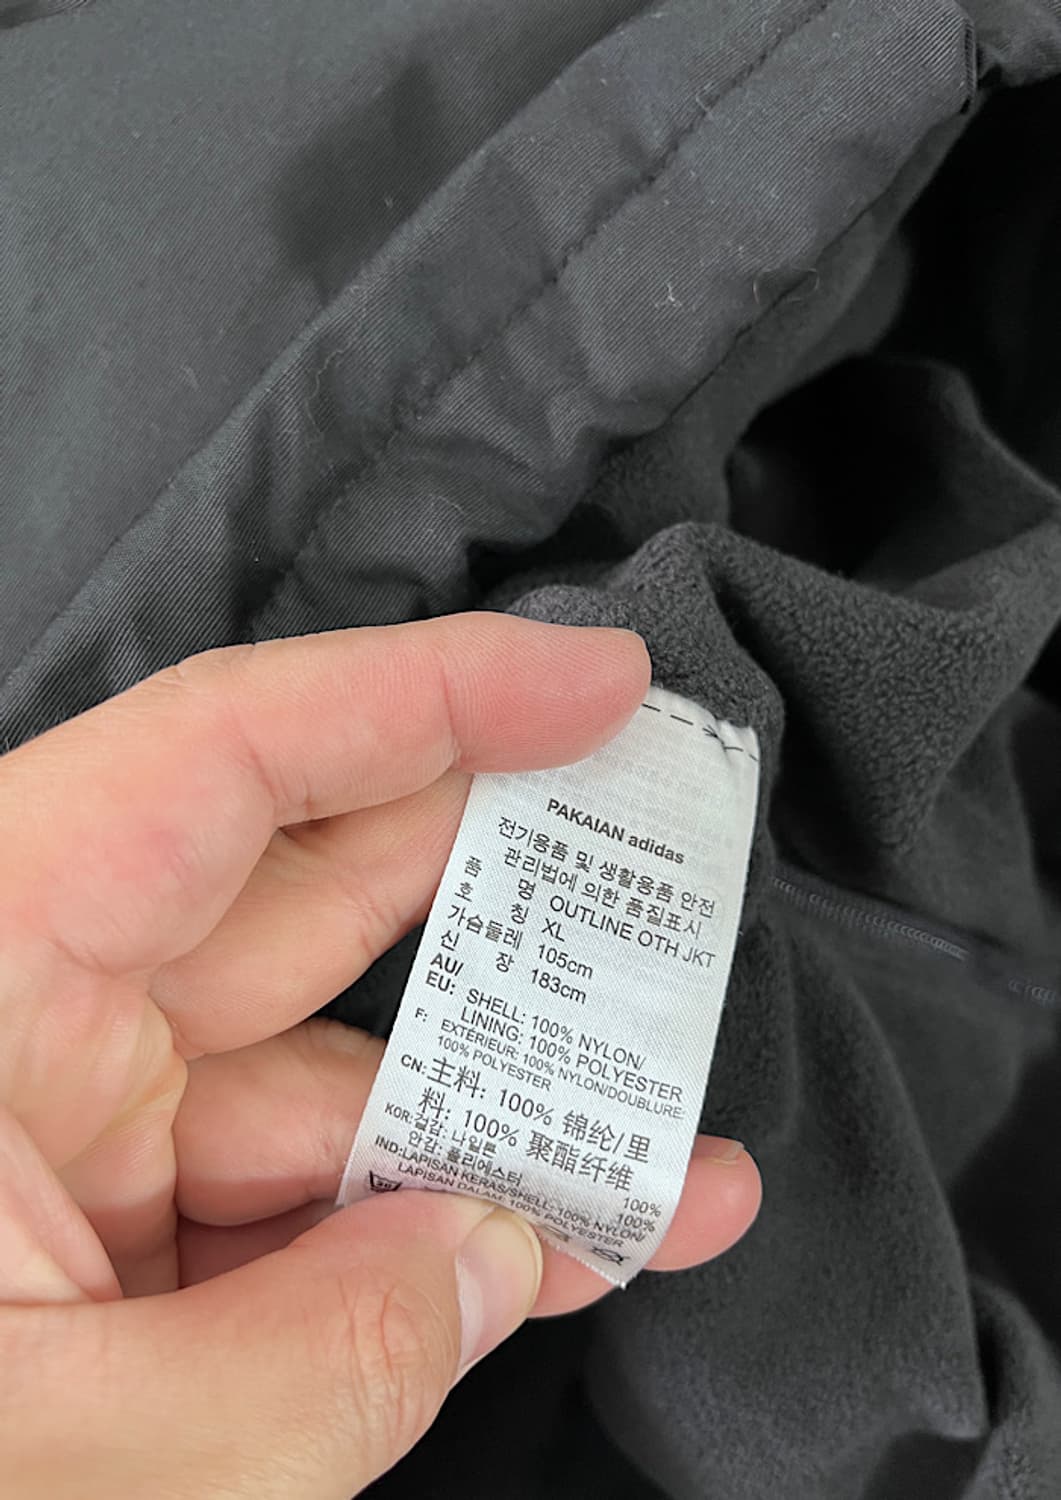 PAKAIAN adidas
전기용품 및 생활용품 안전
관리법에 의한 품질표시
품 명 OUTLINE OTH JKT
호 칭 XL
가슴둘레 105cm
신 장 183cm
AU/
EU: SHELL: 100% NYLON/
LINING: 100% POLYESTER
F: EXTÉRIEUR: 100% NYLON/DOUBLURE:
100% POLYESTER
CN: 主料: 100% 锦纶/里
料: 100% 聚酯纤维
KOR: 겉감: 나일론 100%
안감: 폴리에스터 100%
IND: LAPISAN KERAS/SHELL: 100% NYLON/
LAPISAN DALAM: 100% POLYESTER
30